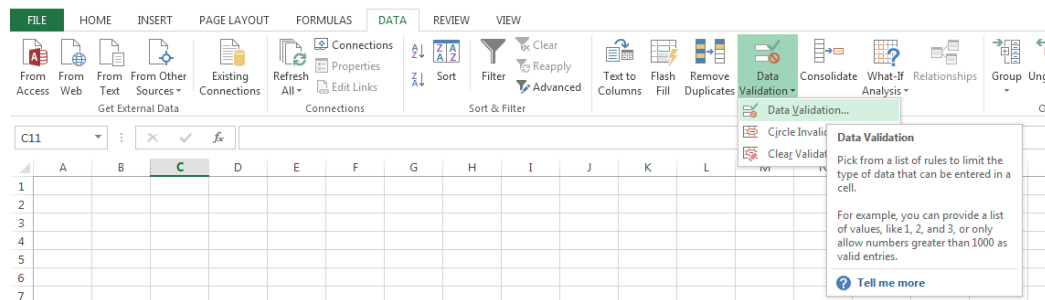 FILE HOME INSERT PAGE LAYOUT FORMULAS DATA REVIEW VIEW
From Access
From Web
From Text
From Other Sources
Get External Data
Existing Connections
Refresh All
Connections
Properties
Edit Links
Connections
A Z
Z A
Z A A Z
Sort
Filter
Clear
Reapply
Advanced
Sort & Filter
Text to Columns
Flash Fill
Remove Duplicates
Data Validation
Consolidate
What-If Analysis
Relationships
Group
Ung
O
Data Validation...
Circle Invalid
Clear Validat
C11
fx
A B C D E F G H I J K L M N
1
2
3
4
5
6
7
Data Validation
Pick from a list of rules to limit the
type of data that can be entered in a
cell.
For example, you can provide a list
of values, like 1, 2, and 3, or only
allow numbers greater than 1000 as
valid entries.
? Tell me more